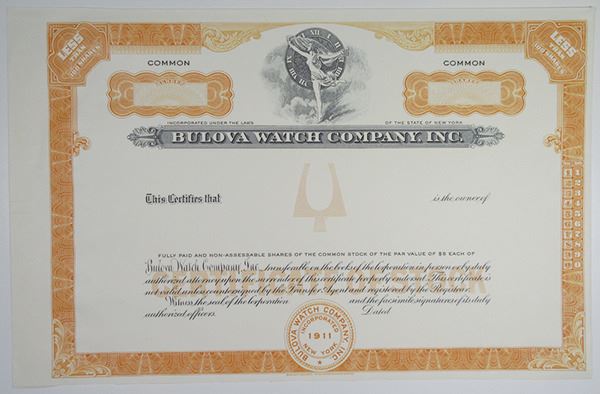 LESS THAN 100 SHARES
LESS THAN 100 SHARES
COMMON
COMMON
NUMBER
SHARES
XII
INCORPORATED UNDER THE LAWS
OF THE STATE OF NEW YORK
BULOVA WATCH COMPANY, INC.
This Certifies that
is the owner of
FULLY PAID AND NON-ASSESSABLE SHARES OF THE COMMON STOCK OF THE PAR VALUE OF $5 EACH OF
Bulova Watch Company, Inc., transferable on the books of the Corporation in person or by duly
authorized attorney upon the surrender of this certificate properly endorsed. This certificate is
not valid unless countersigned by the Transfer Agent and registered by the Registrar.
Witness, the seal of the Corporation and the facsimile signatures of its duly
authorized officers.
Dated
BULOVA WATCH COMPANY, INC.
INCORPORATED
1911
NEW YORK